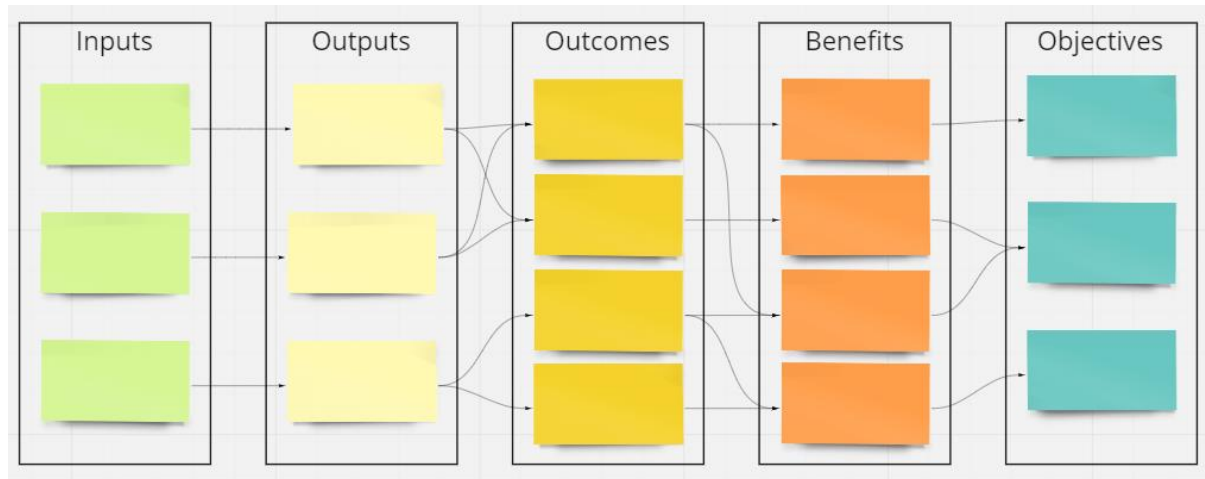 Inputs
Outputs
Outcomes
Benefits
Objectives